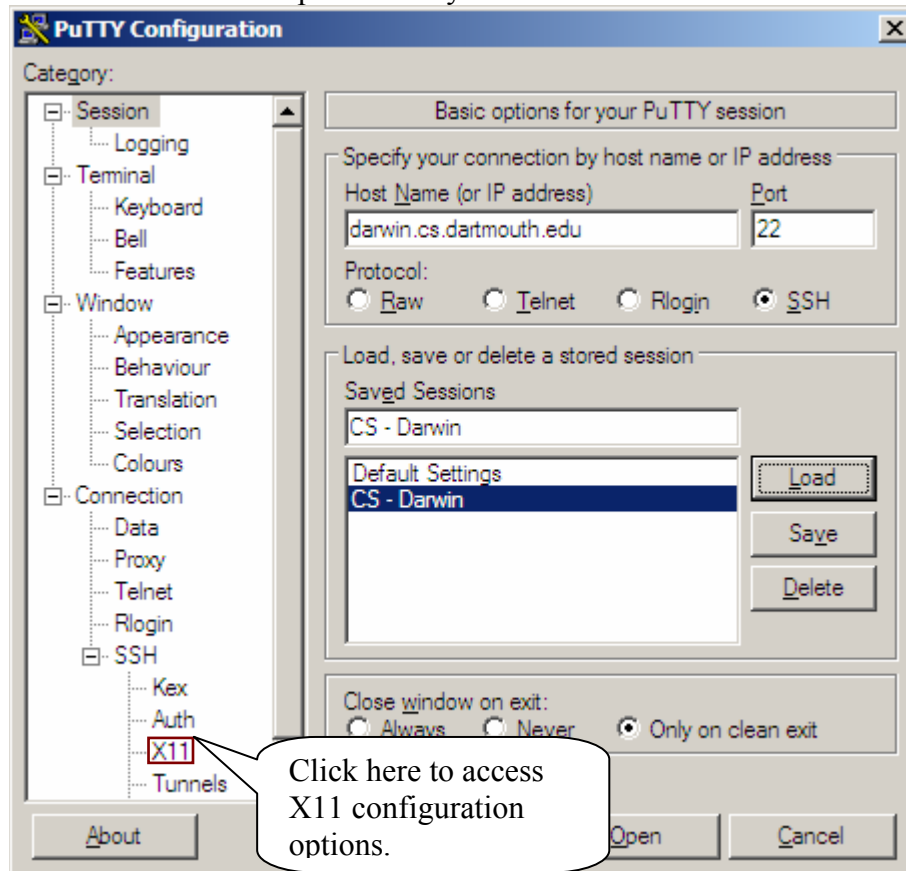 PuTTY Configuration
Category:
Session
Logging
Terminal
Keyboard
Bell
Features
Window
Appearance
Behaviour
Translation
Selection
Colours
Connection
Data
Proxy
Telnet
Rlogin
SSH
Kex
Auth
X11
Tunnels
Basic options for your PuTTY session
Specify your connection by host name or IP address
Host Name (or IP address) Port
darwin.cs.dartmouth.edu 22
Protocol:
Raw Telnet Rlogin SSH
Load, save or delete a stored session
Saved Sessions
CS - Darwin
Default Settings
CS - Darwin
Load
Save
Delete
Close window on exit:
Always Never Only on clean exit
Click here to access
X11 configuration
options.
About Open Cancel